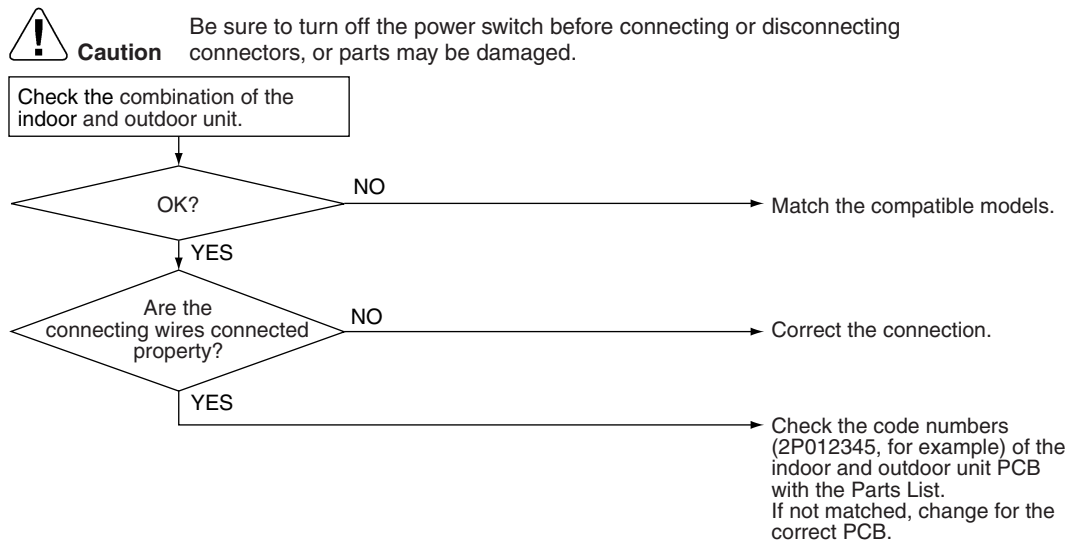 Be sure to turn off the power switch before connecting or disconnecting
Caution connectors, or parts may be damaged.
Check the combination of the
indoor and outdoor unit.
OK?
NO
Match the compatible models.
YES
Are the
connecting wires connected
property?
NO
Correct the connection.
YES
Check the code numbers
(2P012345, for example) of the
indoor and outdoor unit PCB
with the Parts List.
If not matched, change for the
correct PCB.